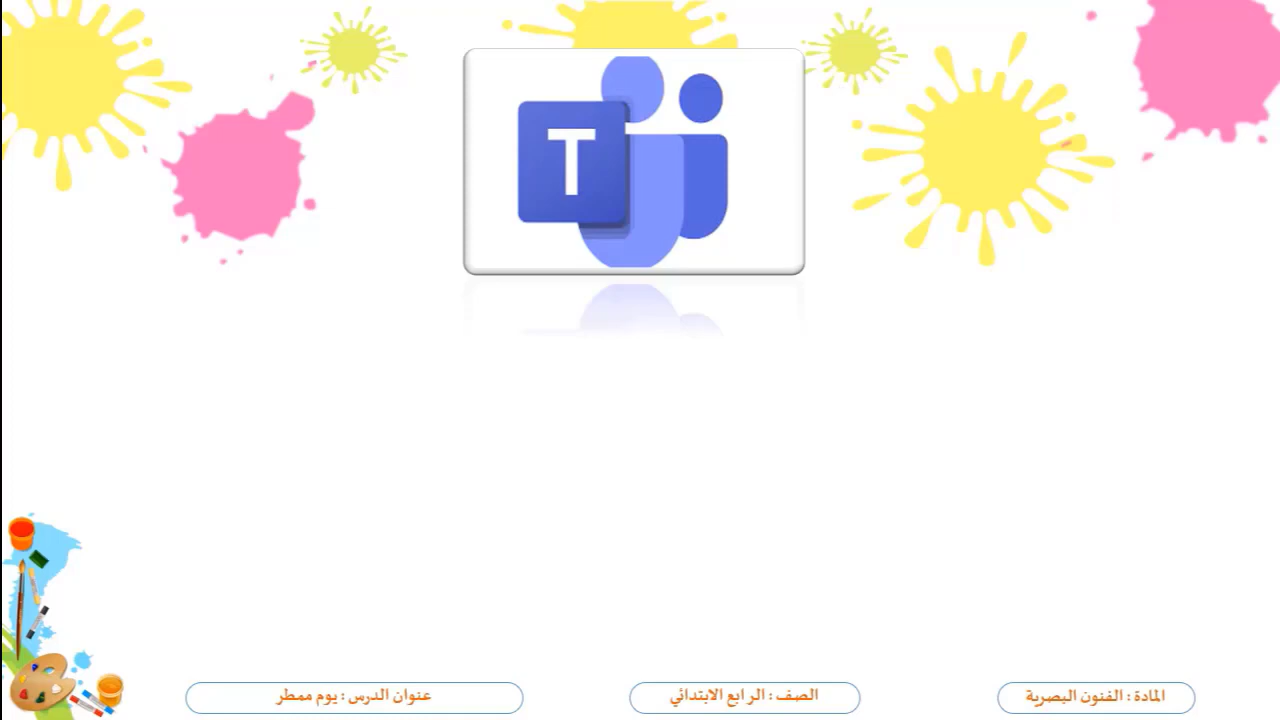 T
المادة : الفنون البصرية
الصف : الرابع الابتدائي
عنوان الدرس : يوم ممطر